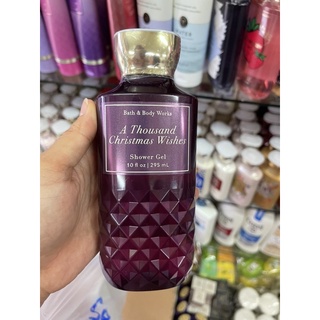 Bath & Body Works
A Thousand
Christmas Wishes
Shower Gel
10 fl oz | 295 mL